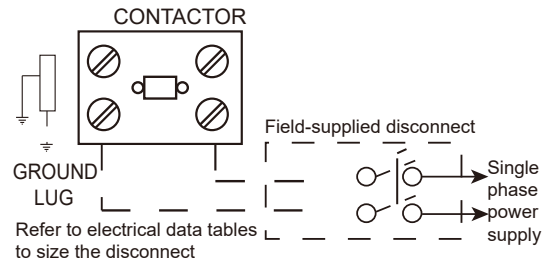 CONTACTOR
Field-supplied disconnect
GROUND
LUG
Single
phase
power
supply
Refer to electrical data tables
to size the disconnect